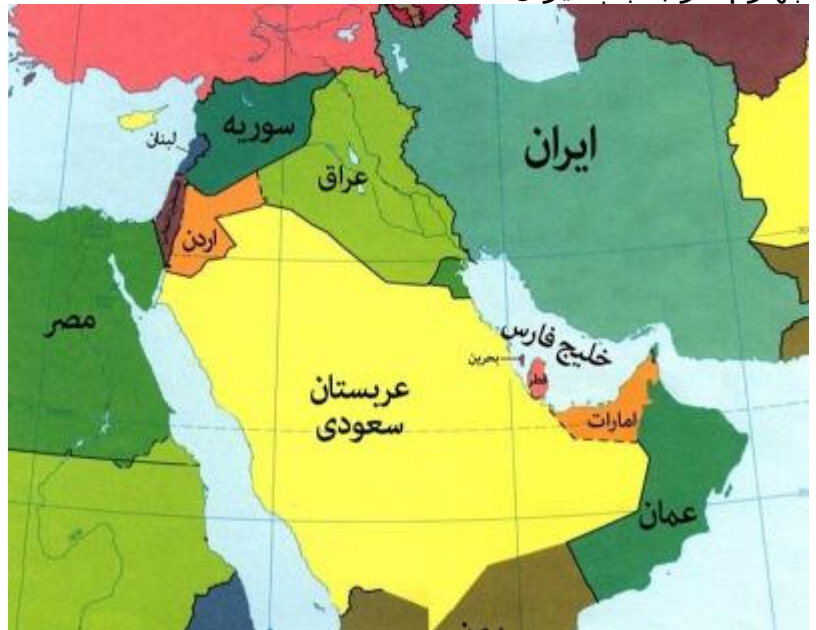 ایران
سوریه
لبنان
عراق
اردن
مصر
خلیج فارس
بحرین
قطر
امارات
عربستان
سعودی
عمان